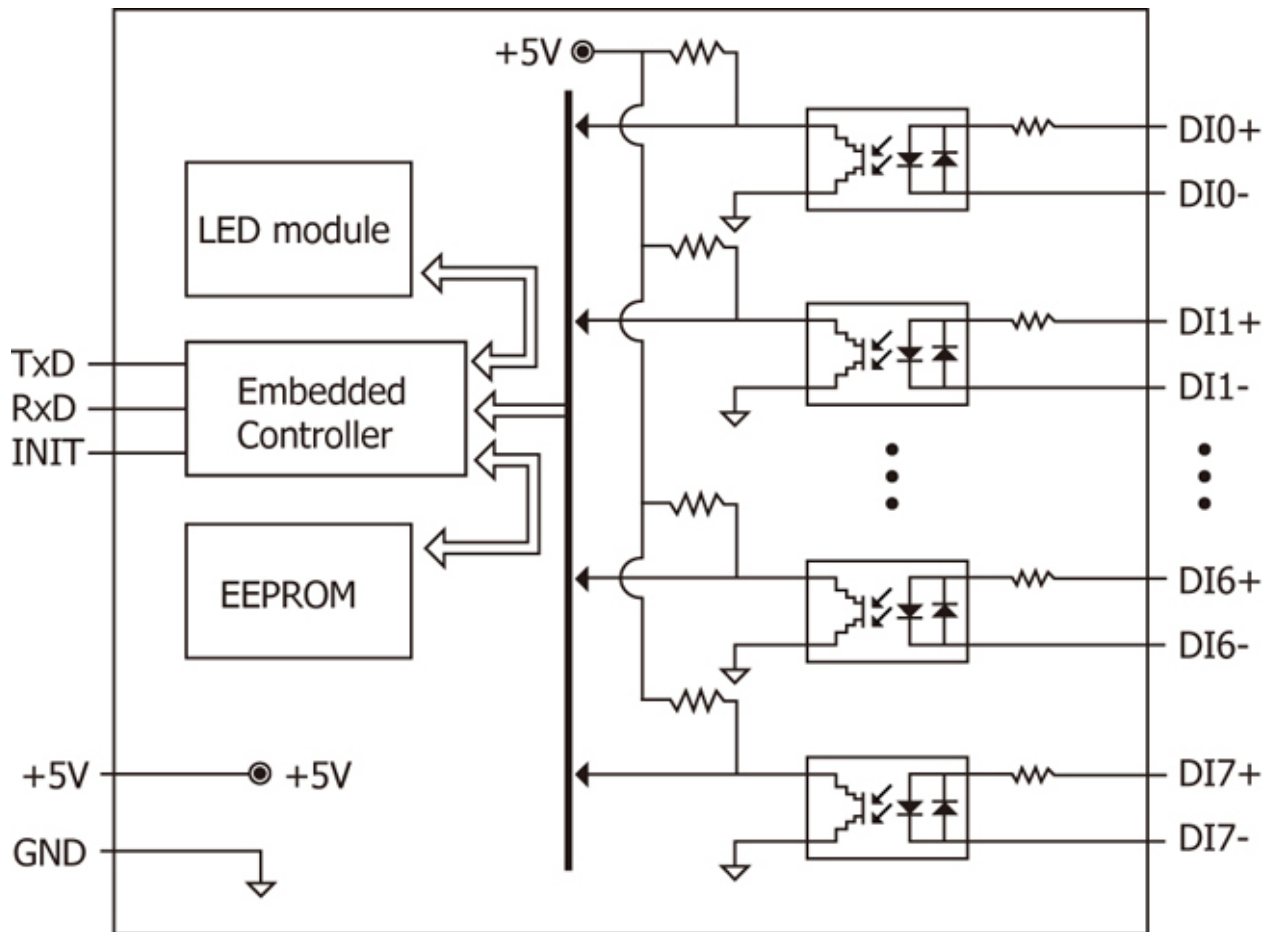 +5V
DI0+
DI0-
LED module
DI1+
TxD
Embedded
Controller
RxD
INIT
DI1-
EEPROM
DI6+
DI6-
+5V
+5V
DI7+
GND
DI7-